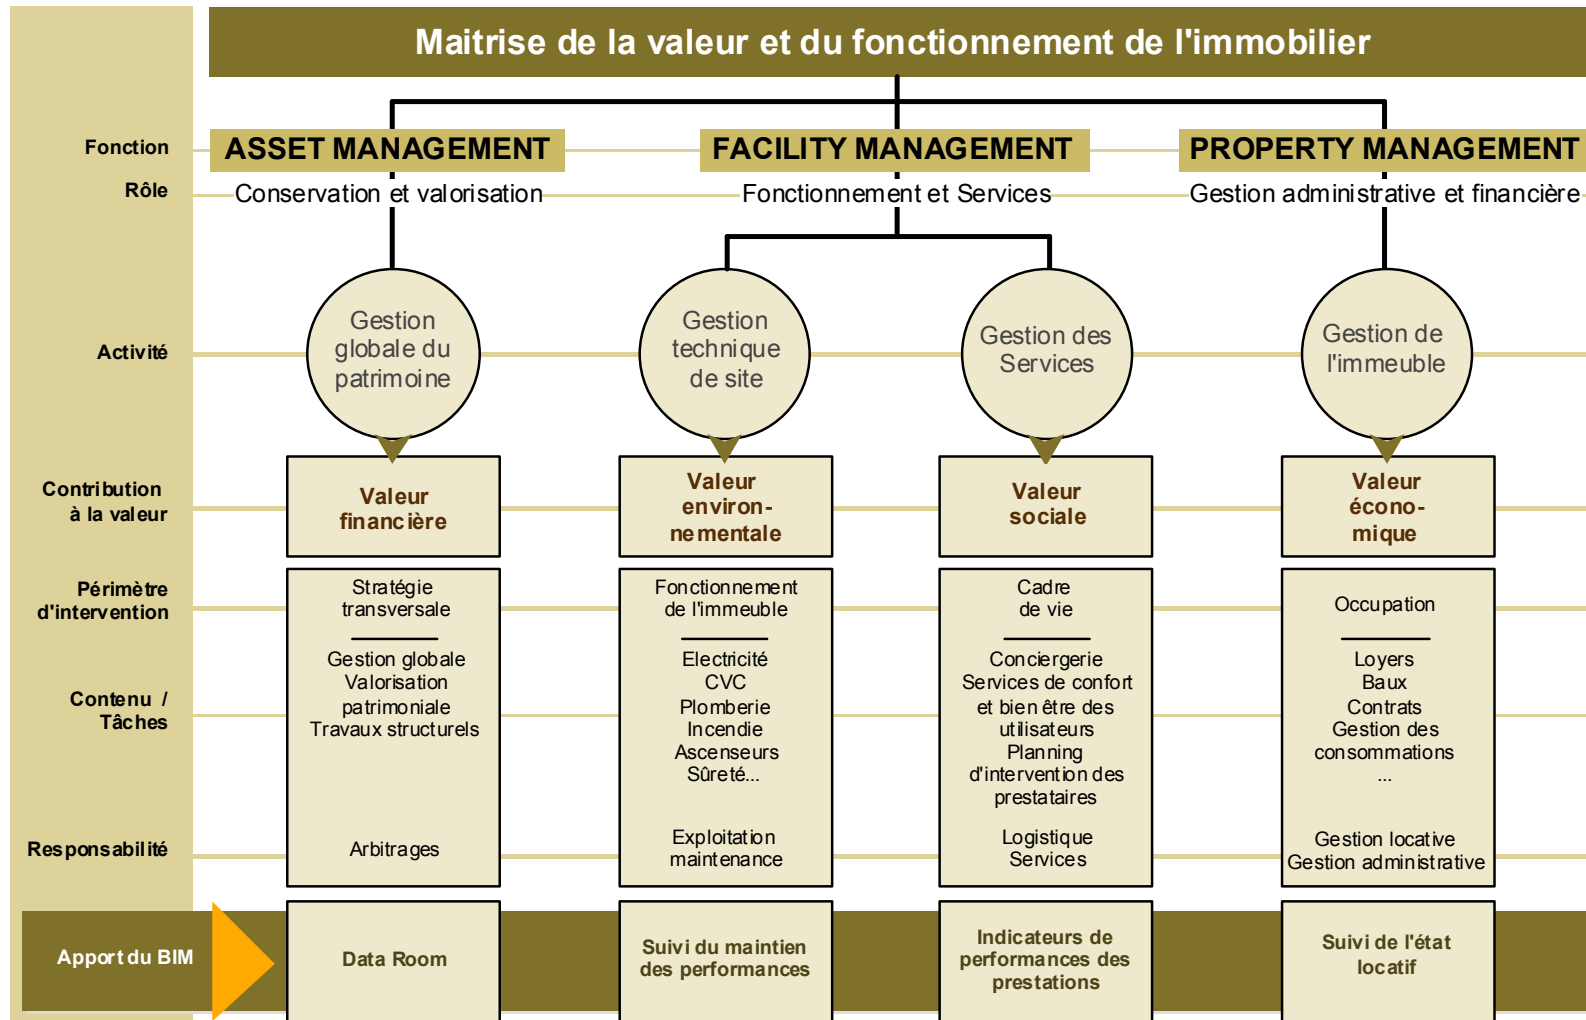 Maitrise de la valeur et du fonctionnement de l'immobilier
Fonction
ASSET MANAGEMENT
FACILITY MANAGEMENT
PROPERTY MANAGEMENT
Rôle
Conservation et valorisation
Fonctionnement et Services
Gestion administrative et financière
Activité
Gestion
globale du
patrimoine
Gestion
technique
de site
Gestion des
Services
Gestion de
l'immeuble
Contribution
à la valeur
Valeur
financière
Valeur
environ-
nementale
Valeur
sociale
Valeur
écono-
mique
Périmètre
d'intervention
Stratégie
transversale
Fonctionnement
de l'immeuble
Cadre
de vie
Occupation
Contenu /
Tâches
Gestion globale
Valorisation
patrimoniale
Travaux structurels
Electricité
CVC
Plomberie
Incendie
Ascenseurs
Sûreté...
Conciergerie
Services de confort
et bien être des
utilisateurs
Planning
d'intervention des
prestataires
Loyers
Baux
Contrats
Gestion des
consommations
...
Responsabilité
Arbitrages
Exploitation
maintenance
Logistique
Services
Gestion locative
Gestion administrative
Apport du BIM
Data Room
Suivi du maintien
des performances
Indicateurs de
performances des
prestations
Suivi de l'état
locatif